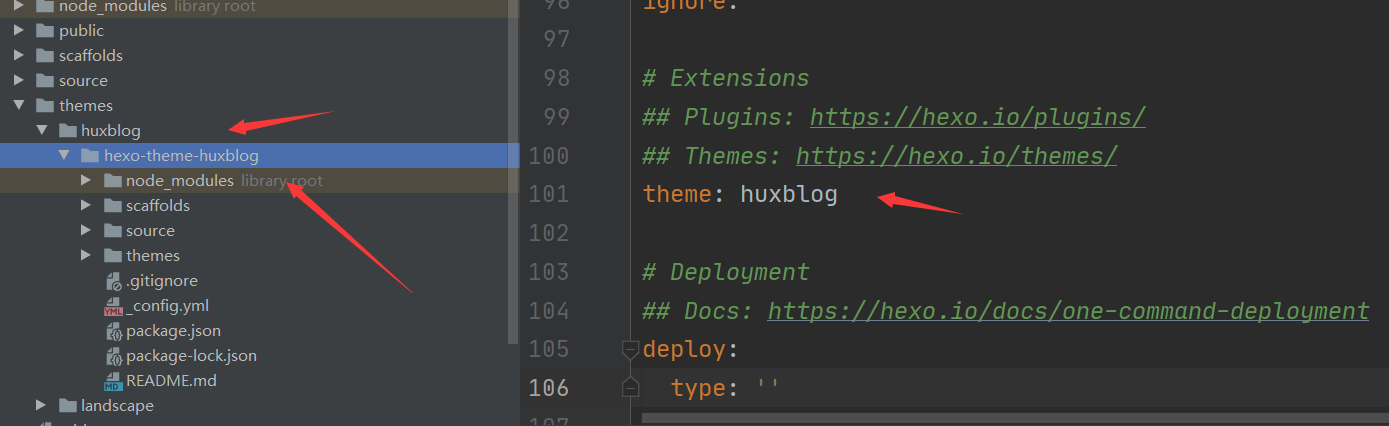 node_modules library root
public
scaffolds
source
themes
huxblog
hexo-theme-huxblog
node_modules library root
scaffolds
source
themes
.gitignore
_config.yml
package.json
package-lock.json
README.md
landscape
96 ignore:
97
98 # Extensions
99 ## Plugins: https://hexo.io/plugins/
100 ## Themes: https://hexo.io/themes/
101 theme: huxblog
102
103 # Deployment
104 ## Docs: https://hexo.io/docs/one-command-deployment
105 deploy:
106 type: ''
107